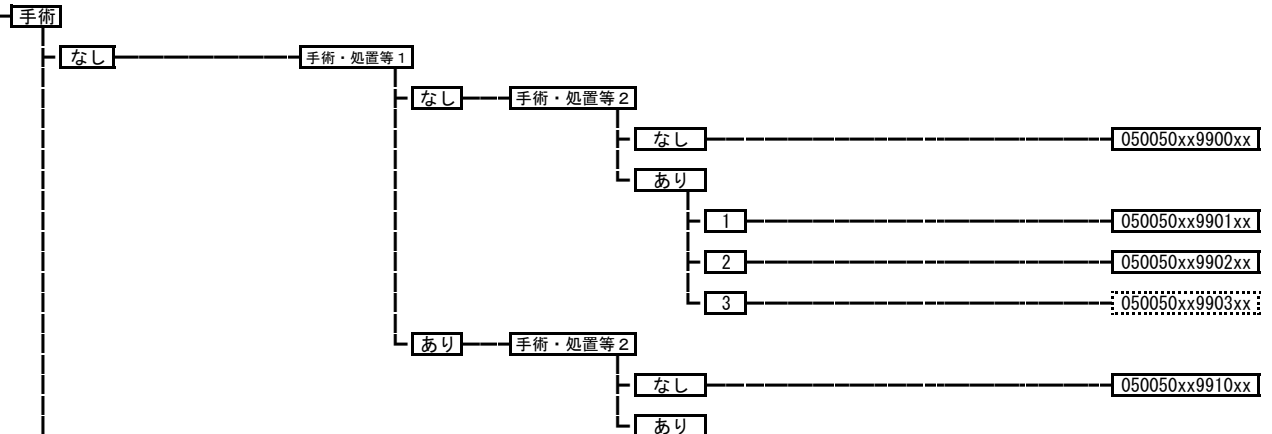 手術
なし 手術・処置等1
なし 手術・処置等2
なし 050050xx9900xx
あり
1 050050xx9901xx
2 050050xx9902xx
3 050050xx9903xx
あり 手術・処置等2
なし 050050xx9910xx
あり